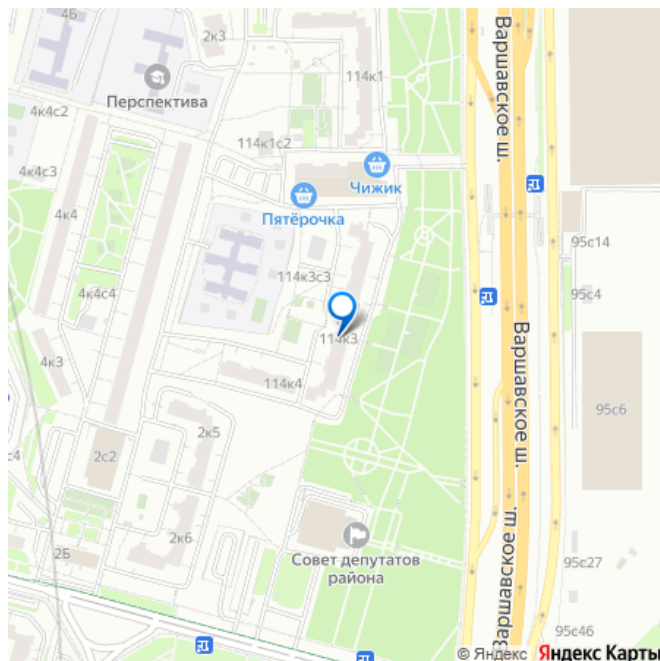 4Б
2к3
114к1
Варшавское ш.
Перспектива
4к4с2
114к1с2
Чижик
4к4с3
Пятёрочка
4к4
95с14
114к3с3
4к4с4
95с4
114к3
Варшавское ш.
4к3
114к4
95с6
2к5
2с2
с4
Варшавское ш.
2к6
2Б
Совет депутатов
района
95с27
95с46
© Яндекс Яндекс Карты